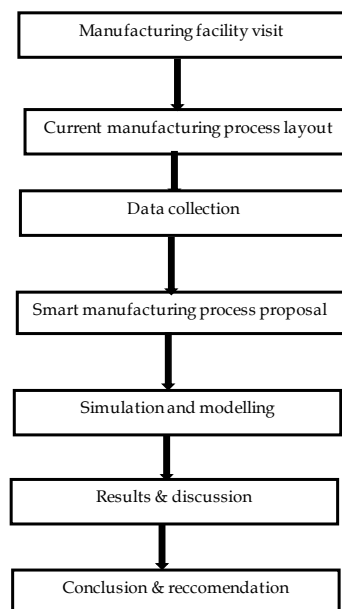 Manufacturing facility visit
Current manufacturing process layout
Data collection
Smart manufacturing process proposal
Simulation and modelling
Results & discussion
Conclusion & reccomendation